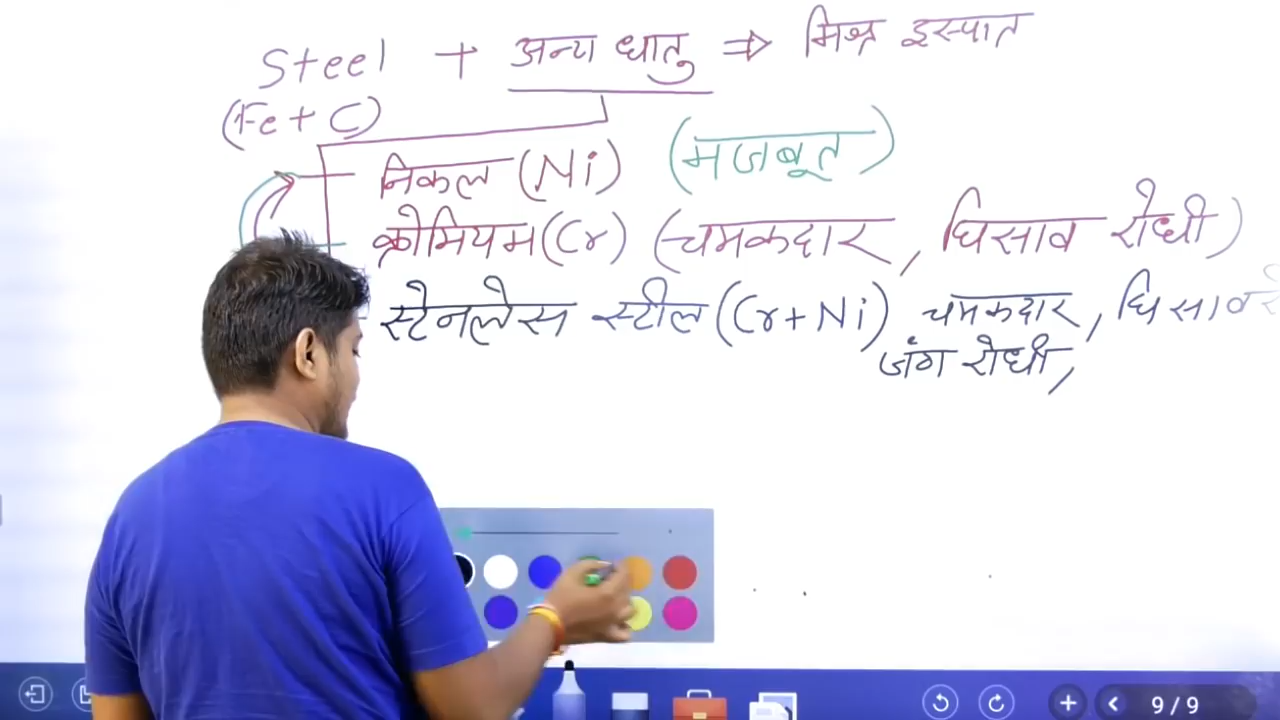 Steel + अन्य धातु ⇒ मिश्र इस्पात
(Fe + C)
निकल (Ni) (मजबूत)
क्रोमियम (Cr) (चमकदार, घिसाव रोधी)
स्टेनलेस स्टील (Cr + Ni) चमकदार, घिसाव
जंग रोधी,
9 / 9